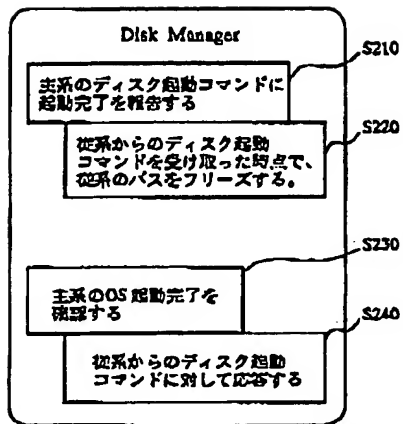 Disk Manager
S210
主系のディスク起動コマンドに
起動完了を報告する
S220
従系からのディスク起動
コマンドを受け取った時点で、
従系のパスをフリーズする。
S230
主系のOS起動完了を
確認する
S240
従系からのディスク起動
コマンドに対して応答する